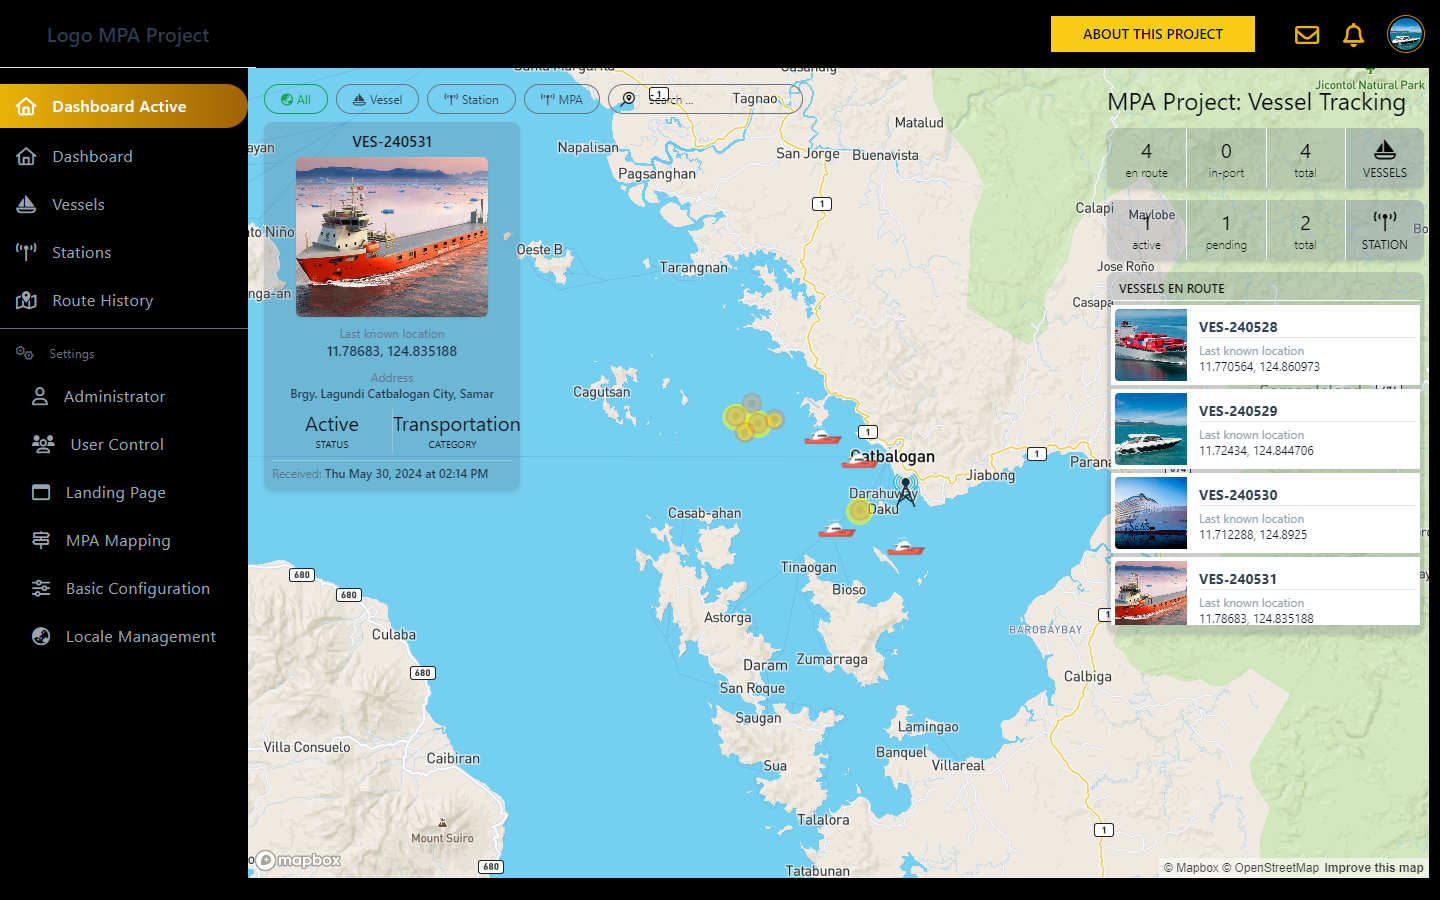 Logo MPA Project
ABOUT THIS PROJECT
Dashboard Active
Dashboard
Vessels
Stations
Route History
Settings
Administrator
User Control
Landing Page
MPA Mapping
Basic Configuration
Locale Management
All
Vessel
Station
MPA
Search ...
VES-240531
Last known location
11.78683, 124.835188
Address
Brgy. Lagundi Catbalogan City, Samar
Active
STATUS
Transportation
CATEGORY
Received: Thu May 30, 2024 at 02:14 PM
MPA Project: Vessel Tracking
4
en route
0
in-port
4
total
VESSELS
1
active
1
pending
2
total
STATION
VESSELS EN ROUTE
VES-240528
Last known location
11.770564, 124.860973
VES-240529
Last known location
11.72434, 124.844706
VES-240530
Last known location
11.712288, 124.8925
VES-240531
Last known location
11.78683, 124.835188
Jicontol Natural Park
Tagnao
1
Matalud
Napalisan
San Jorge
Buenavista
Pagsanghan
1
Calapi
Maylobe
Oeste B
Tarangnan
Jose Roño
Cagutsan
1
Catbalogan
1
Jiabong
Darahuway
Daku
Casab-ahan
Tinaogan
Bioso
680
680
Astorga
Culaba
BAROBAYBAY
Daram
Zumarraga
680
San Roque
Calbiga
Saugan
Lamingao
Villa Consuelo
Caibiran
Banquel
Villareal
Sua
Talalora
1
Mount Suiro
680
Tatabunan
mapbox
© Mapbox © OpenStreetMap Improve this map